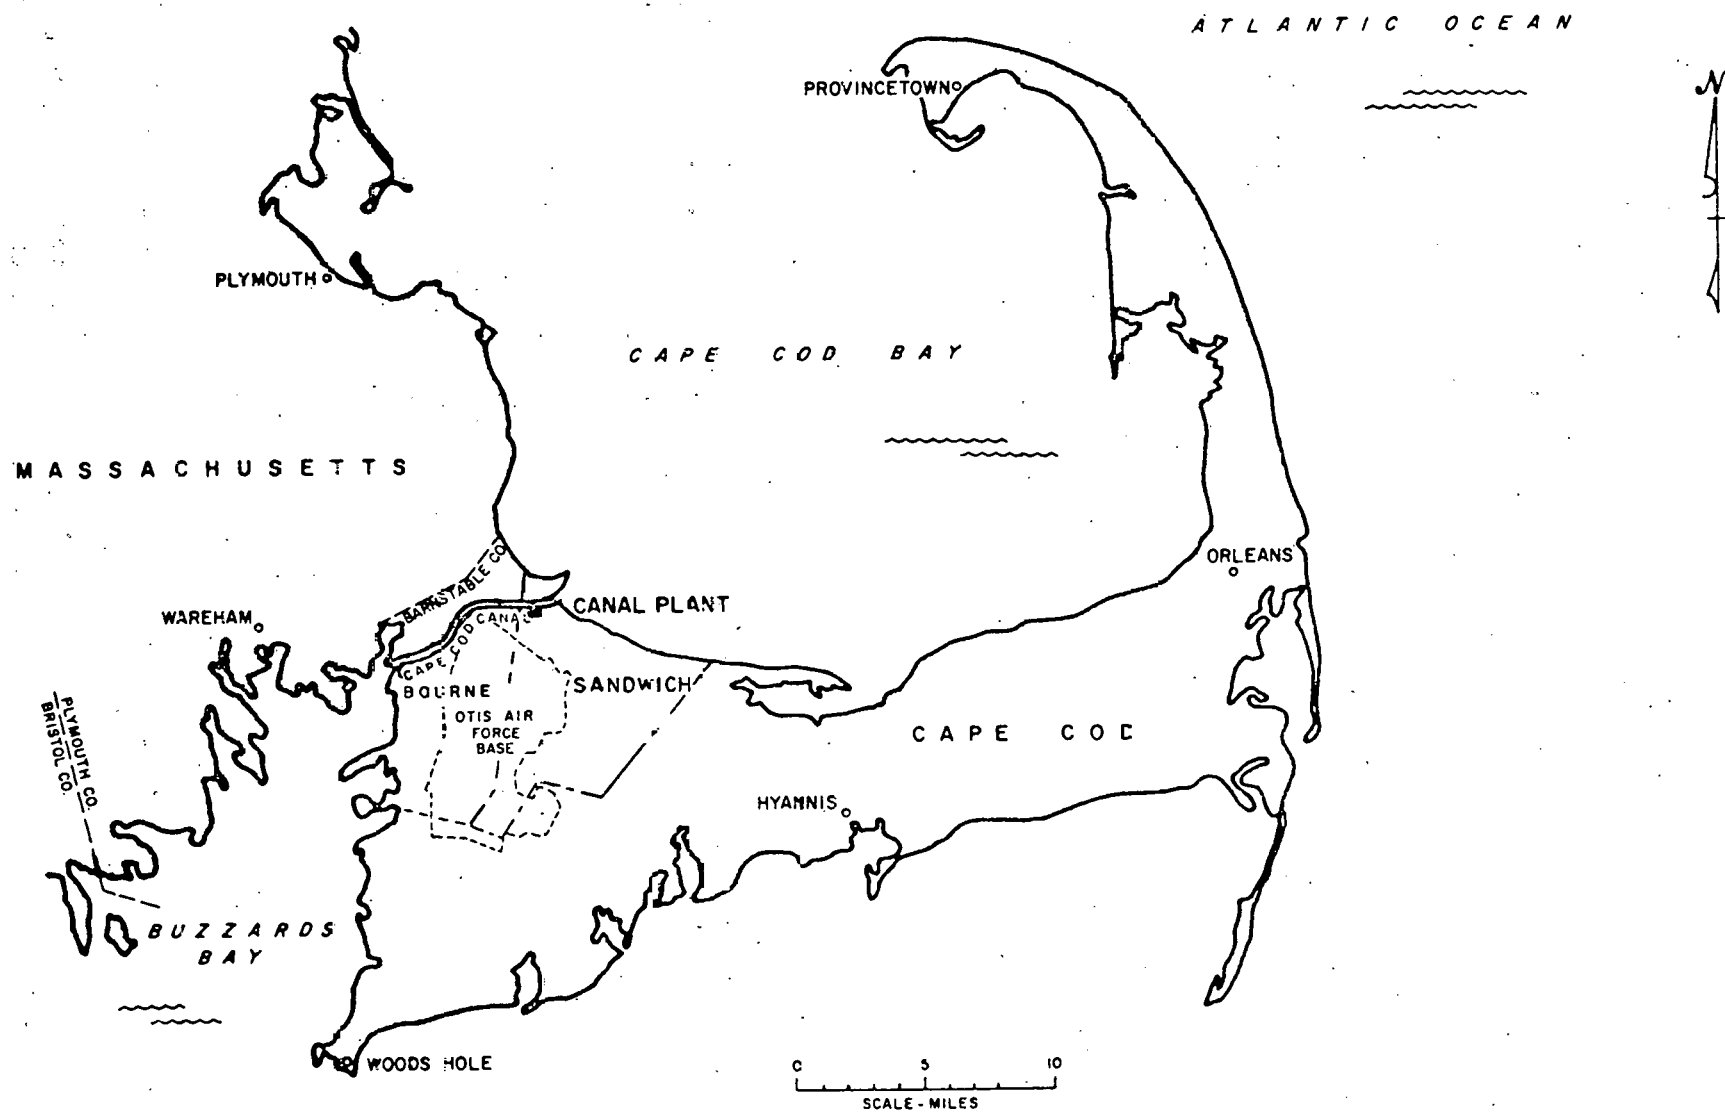 ATLANTIC OCEAN
N
PROVINCETOWN
PLYMOUTH
CAPE COD BAY
MASSACHUSETTS
BARNSTABLE CO.
ORLEANS
WAREHAM
CANAL PLANT
CAPE COD CANAL
BOURNE
SANDWICH
OTIS AIR
FORCE
BASE
PLYMOUTH CO.
BRISTOL CO.
CAPE COD
HYANNIS
BUZZARDS
BAY
WOODS HOLE
0 5 10
SCALE - MILES